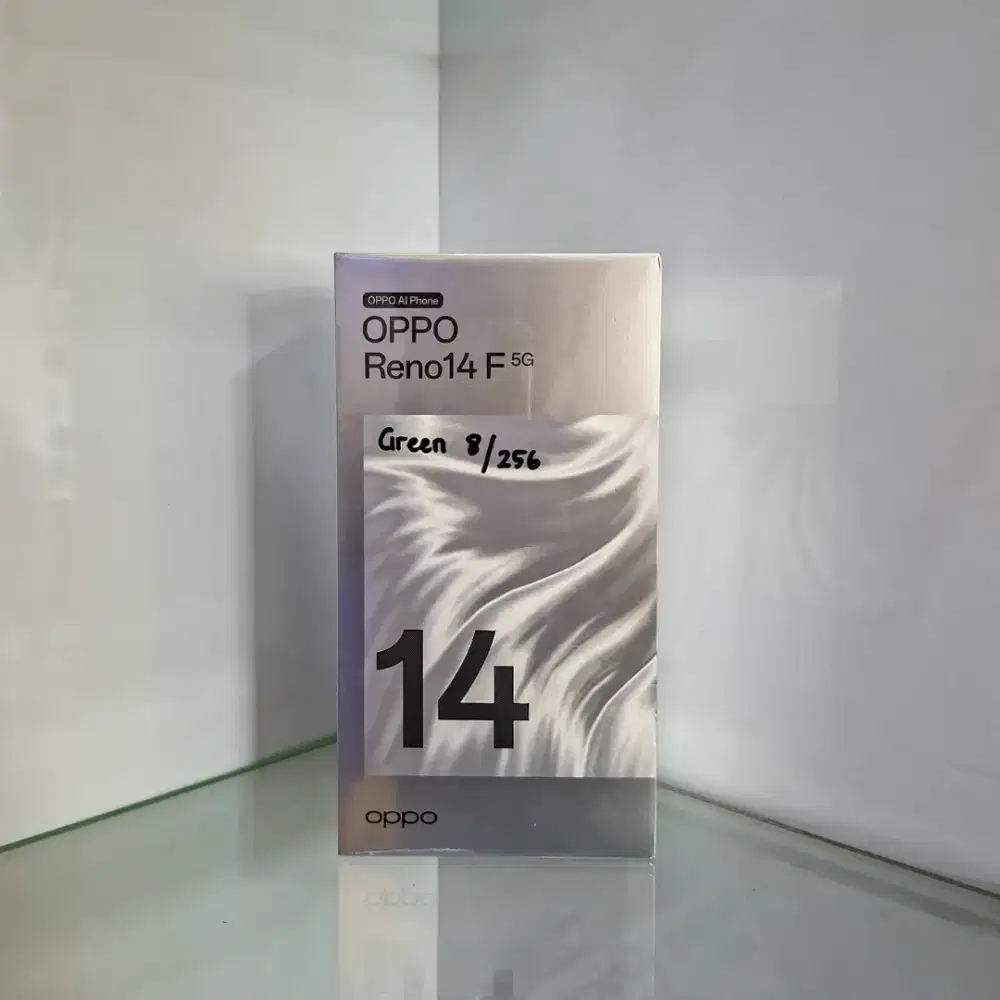 OPPO AI Phone
OPPO
Reno14 F 5G
Green 8/256
14
oppo